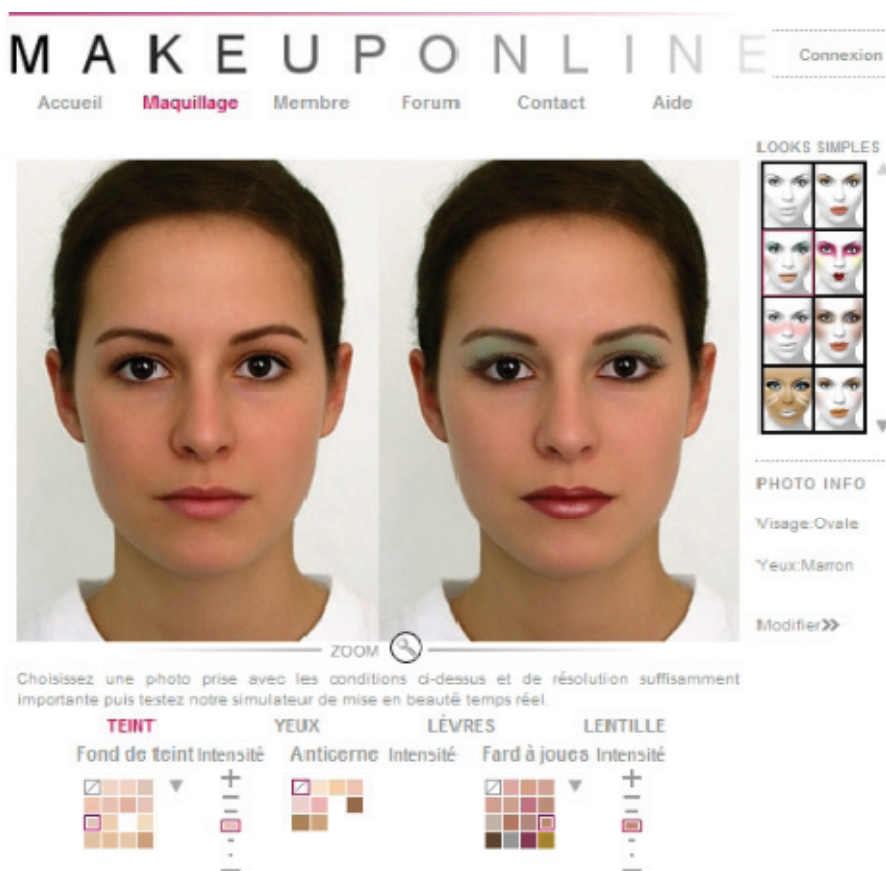 MAKEUPONLINE
Connexion
Accueil Maquillage Membre Forum Contact Aide
LOOKS SIMPLES
PHOTO INFO
Visage:Ovale
Yeux:Marron
Modifier>>
ZOOM
Choisissez une photo prise avec les conditions ci-dessus et de résolution suffisamment
importante puis testez notre simulateur de mise en beauté temps réel.
TEINT YEUX LÈVRES LENTILLE
Fond de teint Intensité Anticerne Intensité Fard à joues Intensité